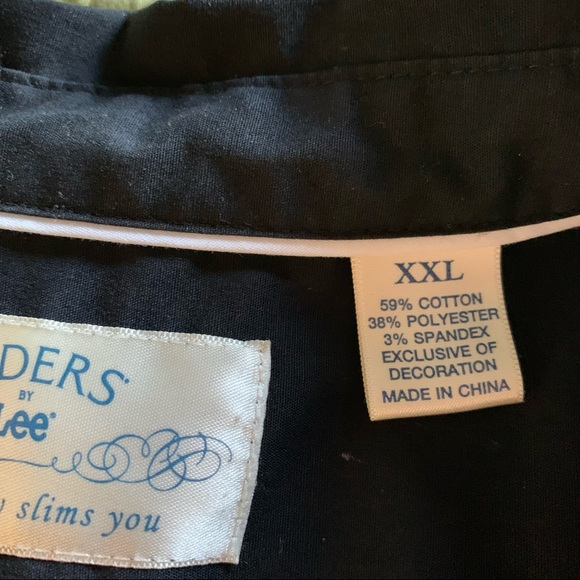 DERS
BY
Lee
slims you
XXL
59% COTTON
38% POLYESTER
3% SPANDEX
EXCLUSIVE OF
DECORATION
MADE IN CHINA